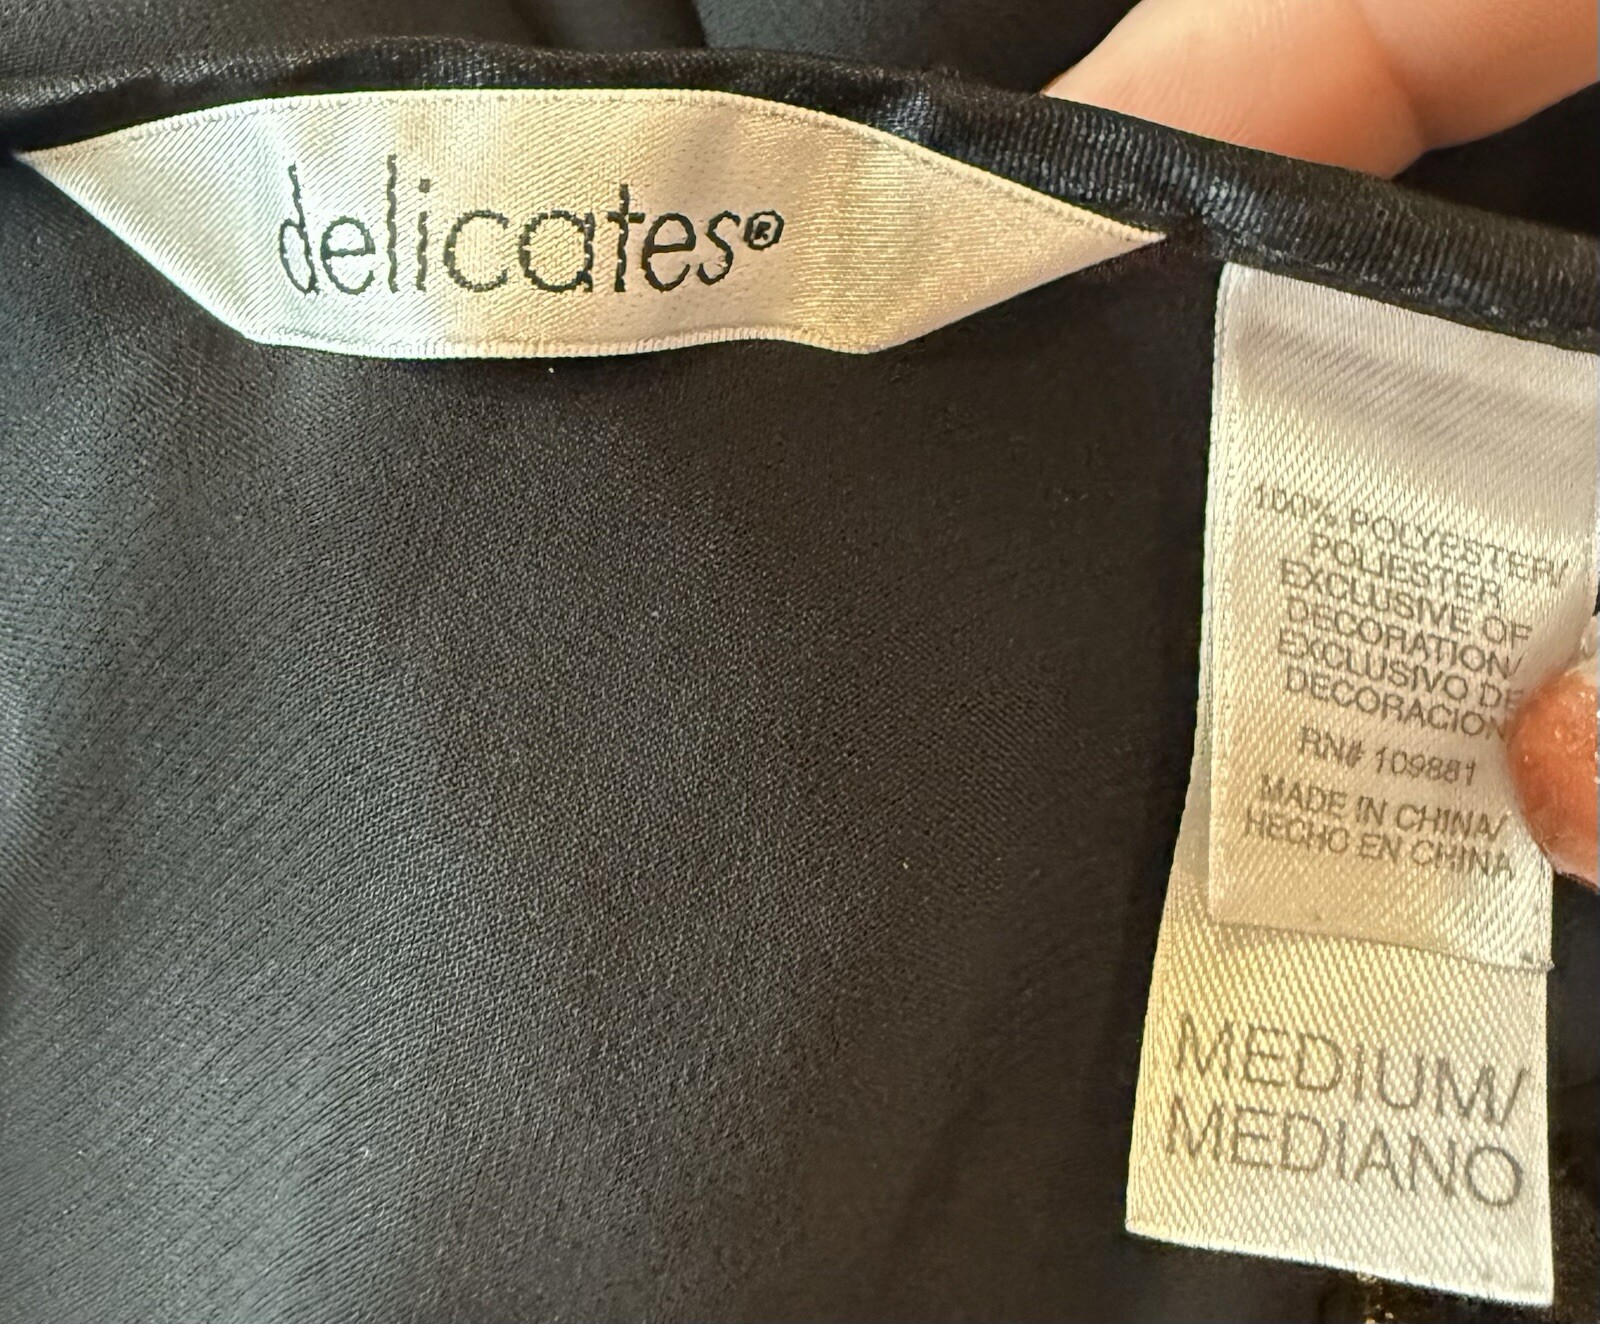 delicates®
100% POLYESTER/
POLIESTER
EXCLUSIVE OF
DECORATION/
EXCLUSIVO DE
DECORACION
RN# 109881
MADE IN CHINA/
HECHO EN CHINA
MEDIUM/
MEDIANO